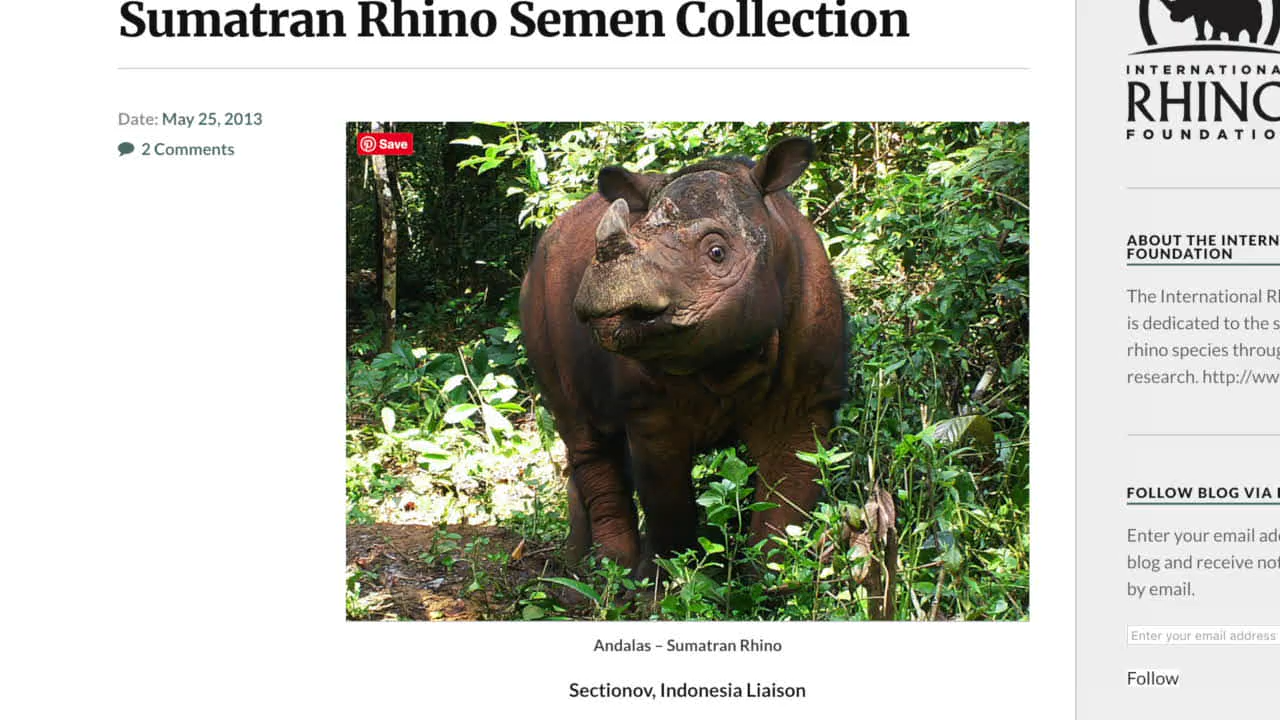 Sumatran Rhino Semen Collection
Date: May 25, 2013
2 Comments
Save
Andalas – Sumatran Rhino
Sectionov, Indonesia Liaison
INTERNATIONA
RHINO
FOUNDATIO
ABOUT THE INTERN
FOUNDATION
The International R
is dedicated to the s
rhino species throug
research. http://ww
FOLLOW BLOG VIA
Enter your email ad
blog and receive no
by email.
Enter your email address
Follow